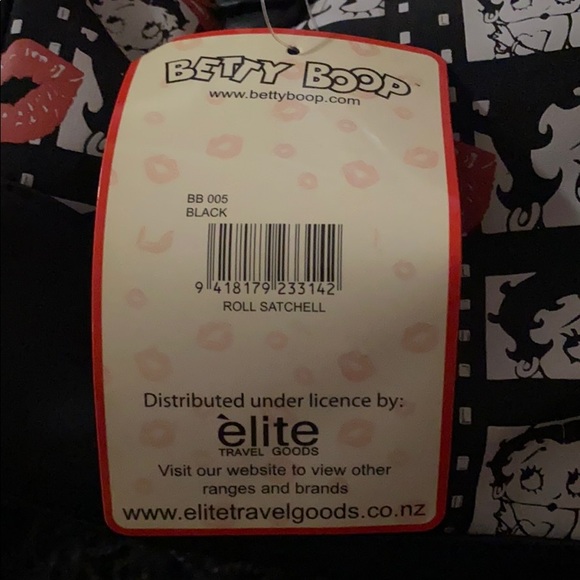 BETTY BOOP™
www.bettyboop.com
BB 005
BLACK
9 418179 233142
ROLL SATCHELL
Distributed under licence by:
èlite
TRAVEL GOODS
Visit our website to view other
ranges and brands
www.elitetravelgoods.co.nz